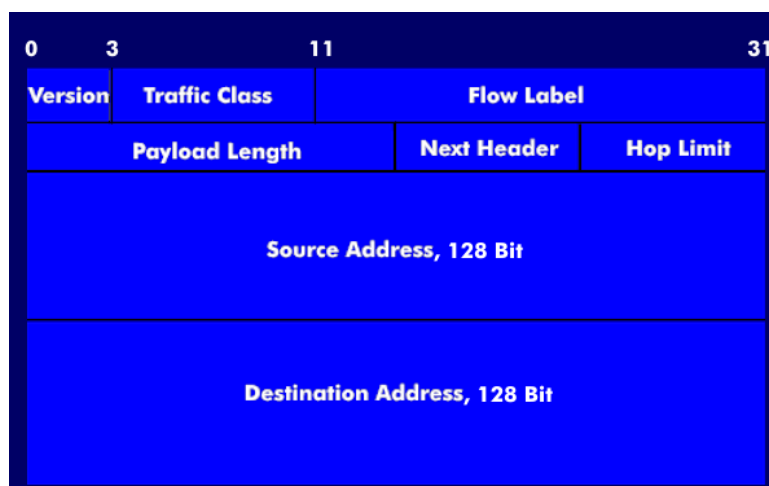 0 3 11 31
Version Traffic Class Flow Label
Payload Length Next Header Hop Limit
Source Address, 128 Bit
Destination Address, 128 Bit